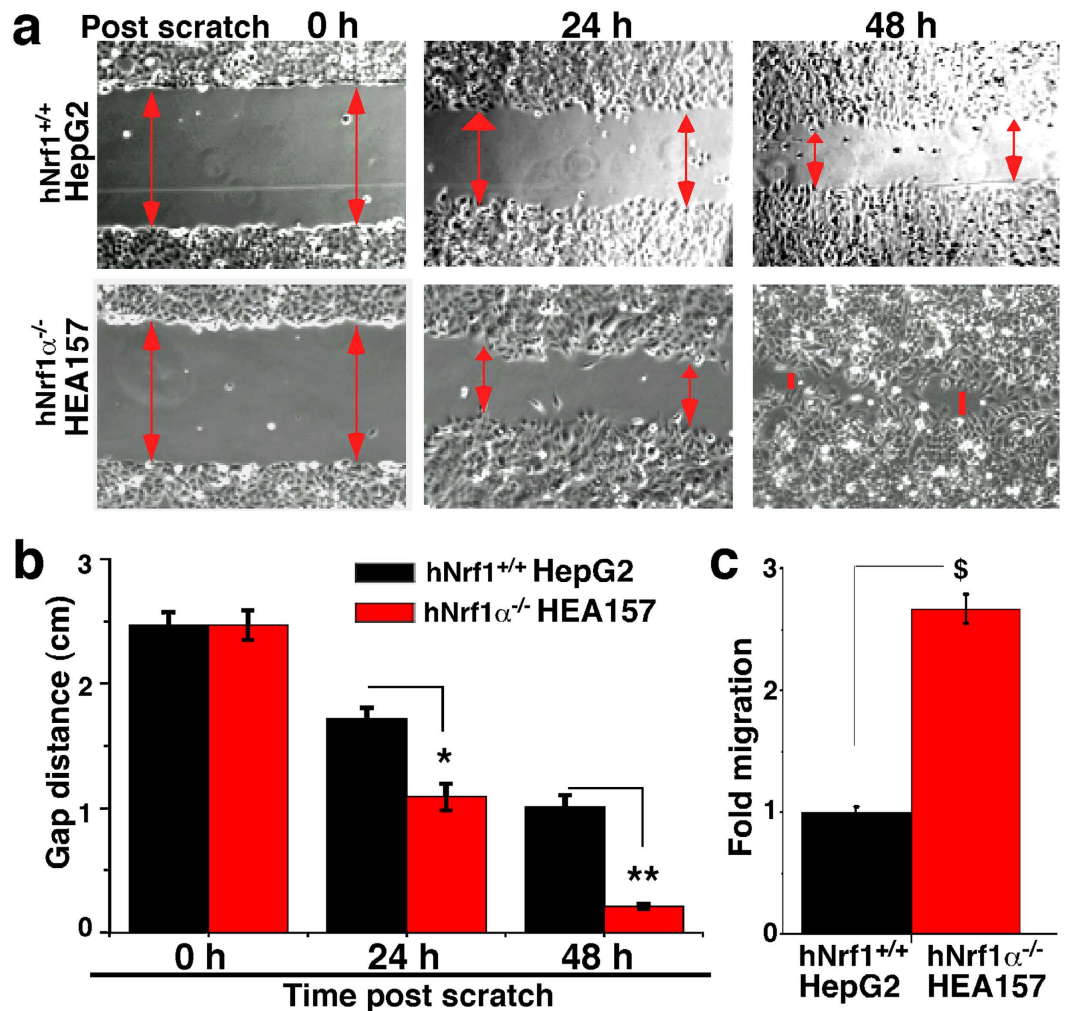 a Post scratch 0 h 24 h 48 h
hNrf1+/+
HepG2
hNrf1α-/-
HEA157
b
3
2
1
0
Gap distance (cm)
hNrf1+/+ HepG2
hNrf1α-/- HEA157
*
**
0 h 24 h 48 h
Time post scratch
c
3
2
1
0
Fold migration
$
hNrf1+/+ hNrf1α-/-
HepG2 HEA157